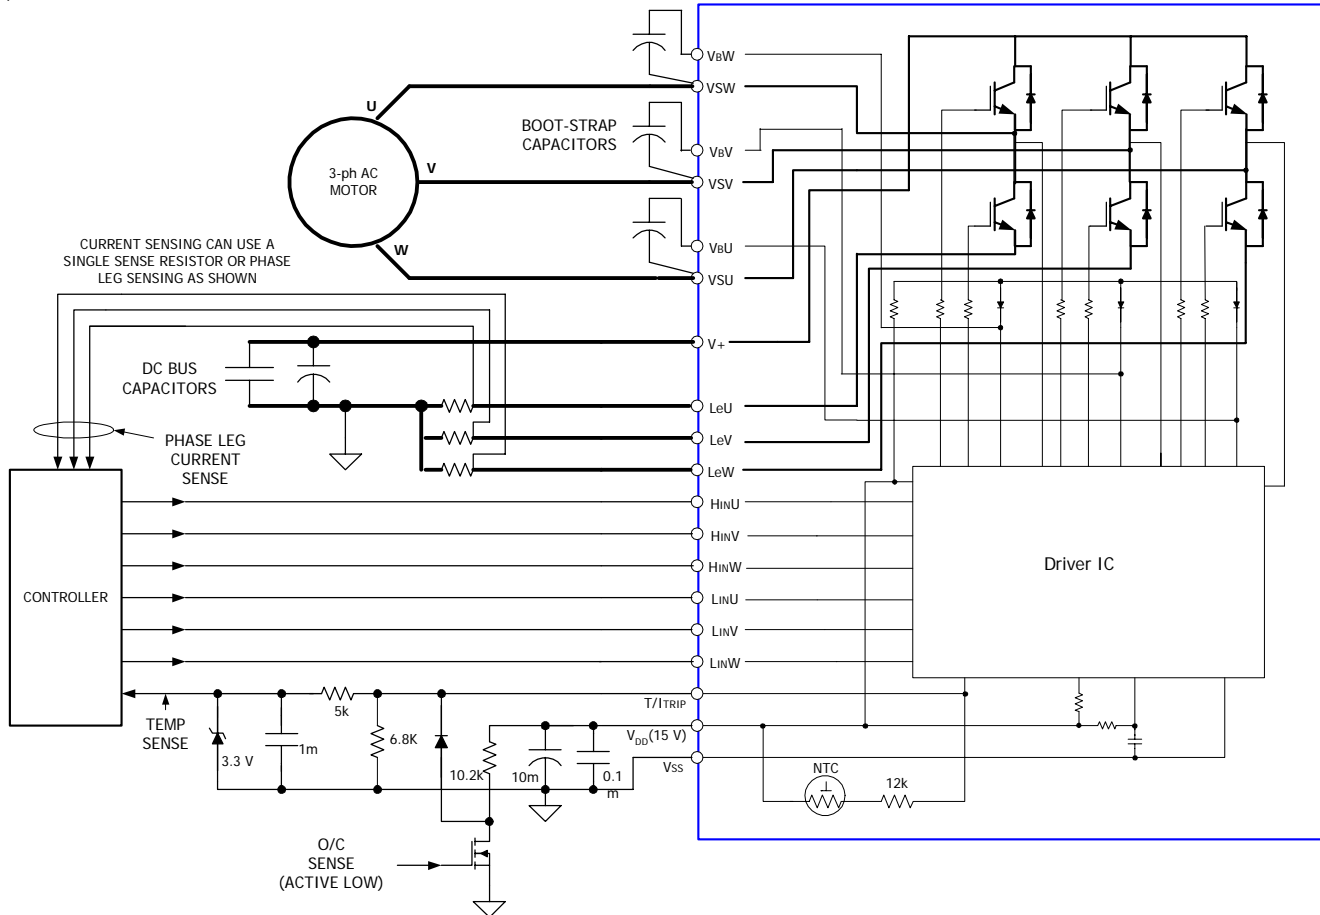 VBW
U
VSW
BOOT-STRAP
CAPACITORS
VBV
V
3-ph AC
MOTOR
VSV
CURRENT SENSING CAN USE A
SINGLE SENSE RESISTOR OR PHASE
LEG SENSING AS SHOWN
W
VBU
VSU
V+
DC BUS
CAPACITORS
LeU
LeV
LeW
PHASE LEG
CURRENT
SENSE
HINU
HINV
HINW
LINU
LINV
LINW
Driver IC
CONTROLLER
T/ITRIP
TEMP
SENSE
5k
3.3 V
1m
6.8K
10.2k
10m
0.1
m
VDD(15 V)
VSS
NTC
12k
O/C
SENSE
(ACTIVE LOW)